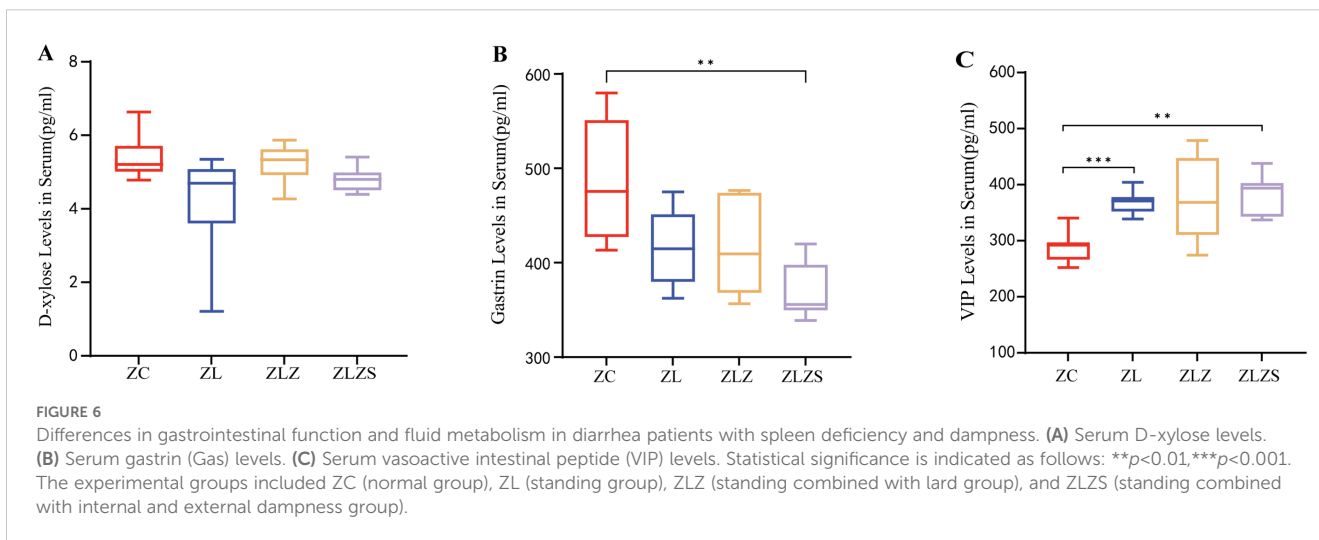 A
D-xylose Levels in Serum(pg/ml)
8
6
4
2
0
ZC ZL ZLZ ZLZS
B
Gastrin Levels in Serum(pg/ml)
600
500
400
300
**
ZC ZL ZLZ ZLZS
C
VIP Levels in Serum(pg/ml)
600
500
400
300
300
100
**
***
ZC ZL ZLZ ZLZS
FIGURE 6
Differences in gastrointestinal function and fluid metabolism in diarrhea patients with spleen deficiency and dampness. (A) Serum D-xylose levels.
(B) Serum gastrin (Gas) levels. (C) Serum vasoactive intestinal peptide (VIP) levels. Statistical significance is indicated as follows: **p<0.01,***p<0.001.
The experimental groups included ZC (normal group), ZL (standing group), ZLZ (standing combined with lard group), and ZLZS (standing combined
with internal and external dampness group).